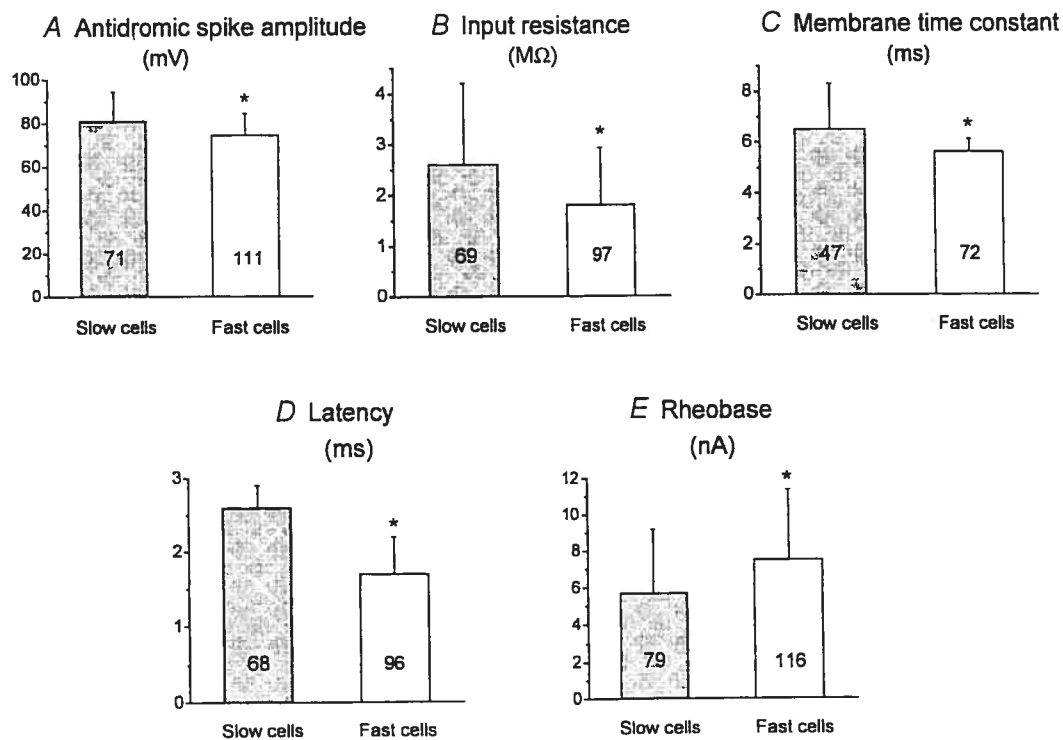 A Antidromic spike amplitude
(mV)
100
80
60
40
20
0
71
*
111
Slow cells
Fast cells
B Input resistance
(MΩ)
4
3
2
1
0
69
*
97
Slow cells
Fast cells
C Membrane time constant
(ms)
8
6
4
2
0
47
*
72
Slow cells
Fast cells
D Latency
(ms)
3
2
1
0
68
*
96
Slow cells
Fast cells
E Rheobase
(nA)
12
10
8
6
4
2
0
79
*
116
Slow cells
Fast cells